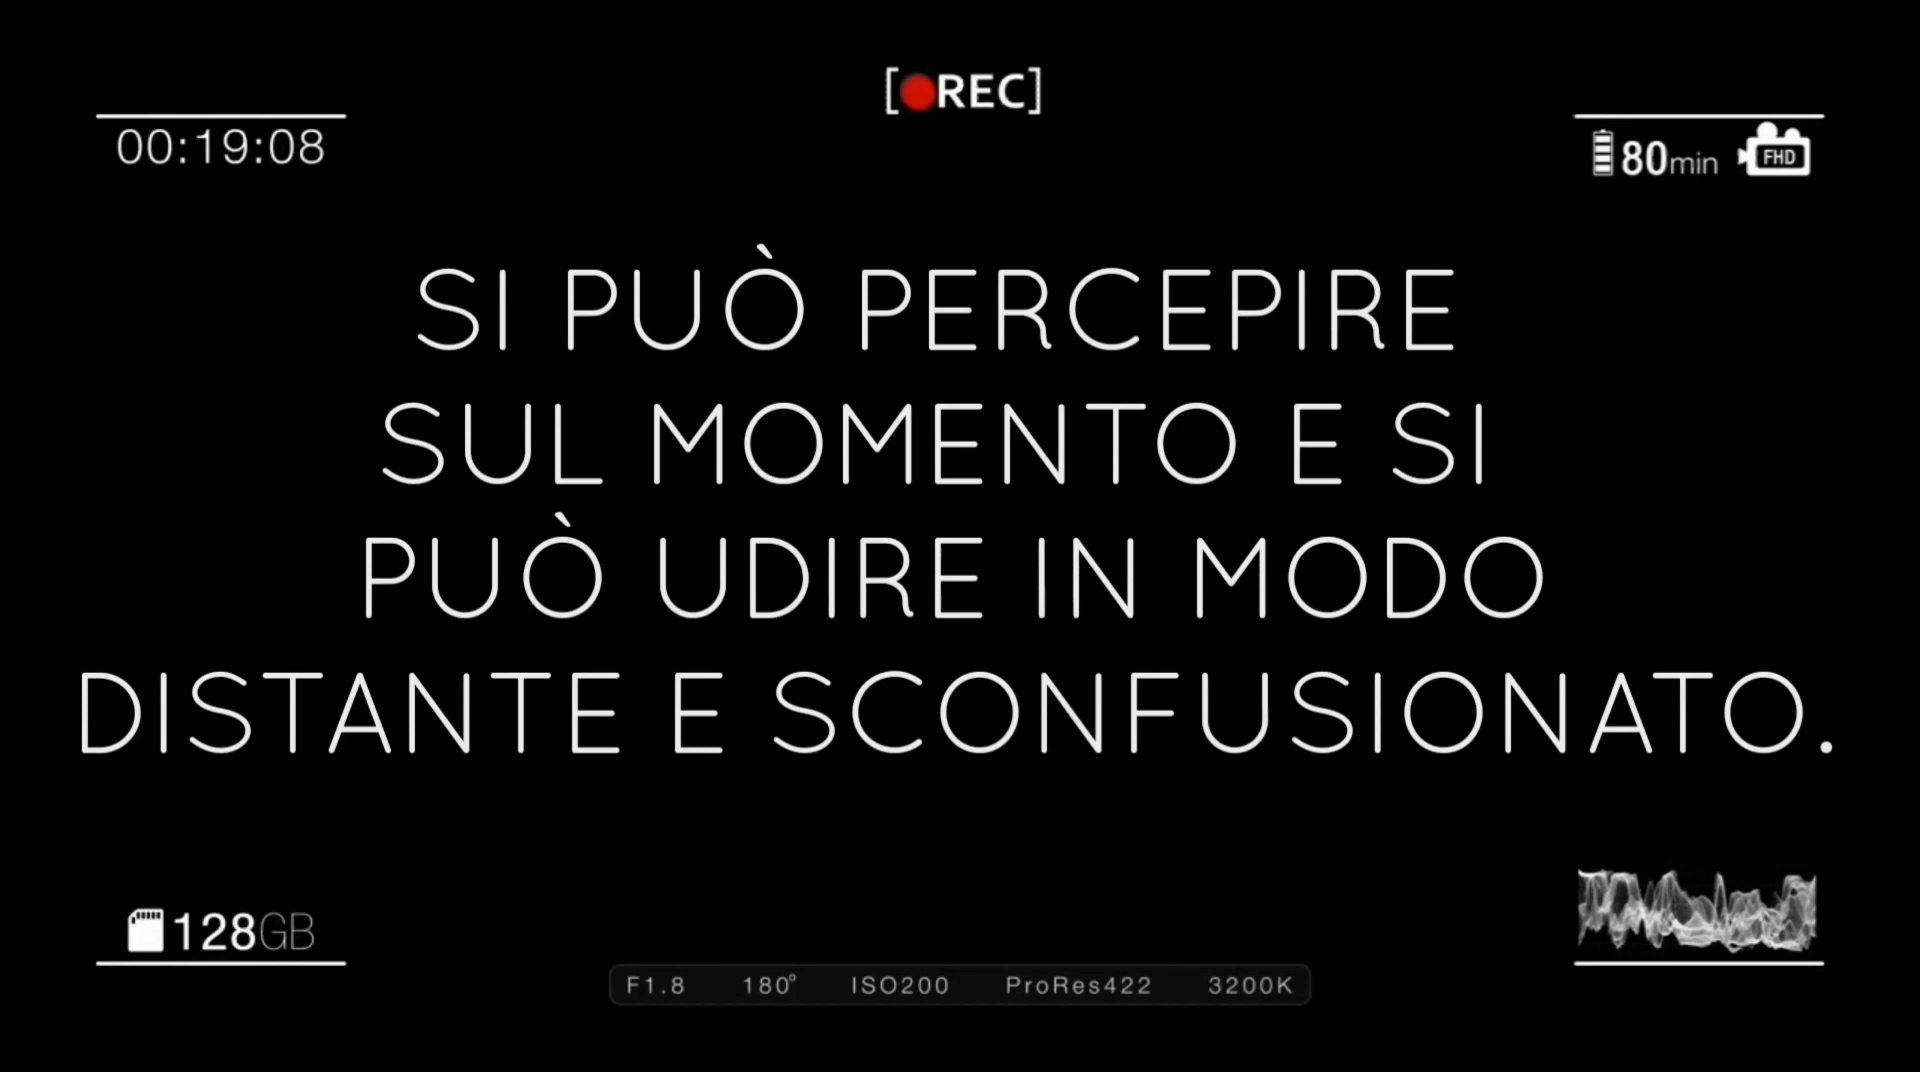 [●REC]
00:19:08
80min FHD
SI PUÒ PERCEPIRE
SUL MOMENTO E SI
PUÒ UDIRE IN MODO
DISTANTE E SCONFUSIONATO.
128GB
F1.8 180° ISO200 ProRes422 3200K